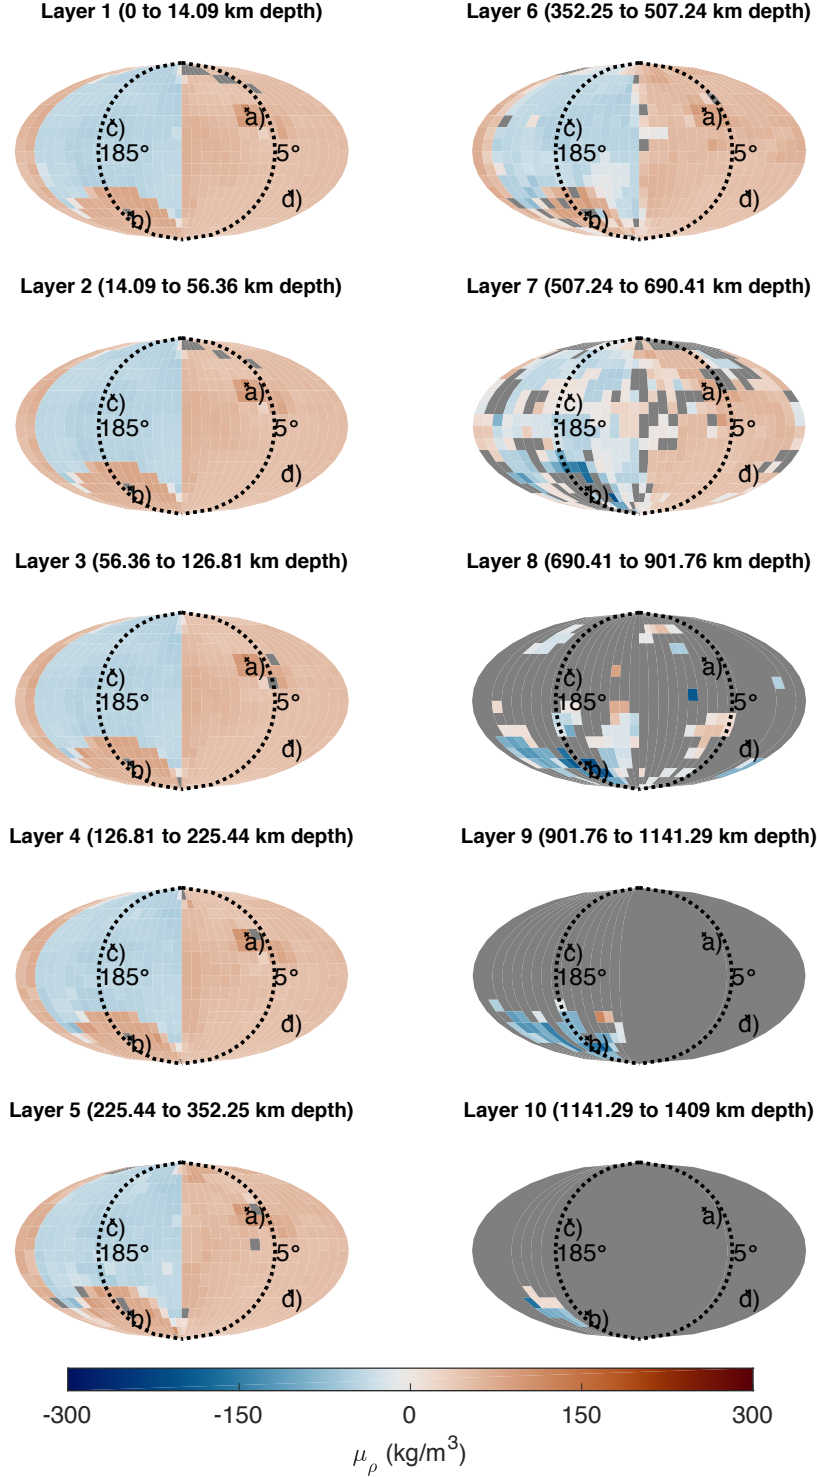 Layer 1 (0 to 14.09 km depth)
a)
c)
185°
5°
d)
b)
Layer 2 (14.09 to 56.36 km depth)
a)
c)
185°
5°
d)
b)
Layer 3 (56.36 to 126.81 km depth)
a)
c)
185°
5°
d)
b)
Layer 4 (126.81 to 225.44 km depth)
a)
c)
185°
5°
d)
b)
Layer 5 (225.44 to 352.25 km depth)
a)
c)
185°
5°
d)
b)
Layer 6 (352.25 to 507.24 km depth)
a)
c)
185°
5°
d)
b)
Layer 7 (507.24 to 690.41 km depth)
a)
c)
185°
5°
d)
b)
Layer 8 (690.41 to 901.76 km depth)
a)
c)
185°
5°
d)
b)
Layer 9 (901.76 to 1141.29 km depth)
a)
c)
185°
5°
d)
b)
Layer 10 (1141.29 to 1409 km depth)
a)
c)
185°
5°
d)
b)
-300 -150 0 150 300
μρ (kg/m³)